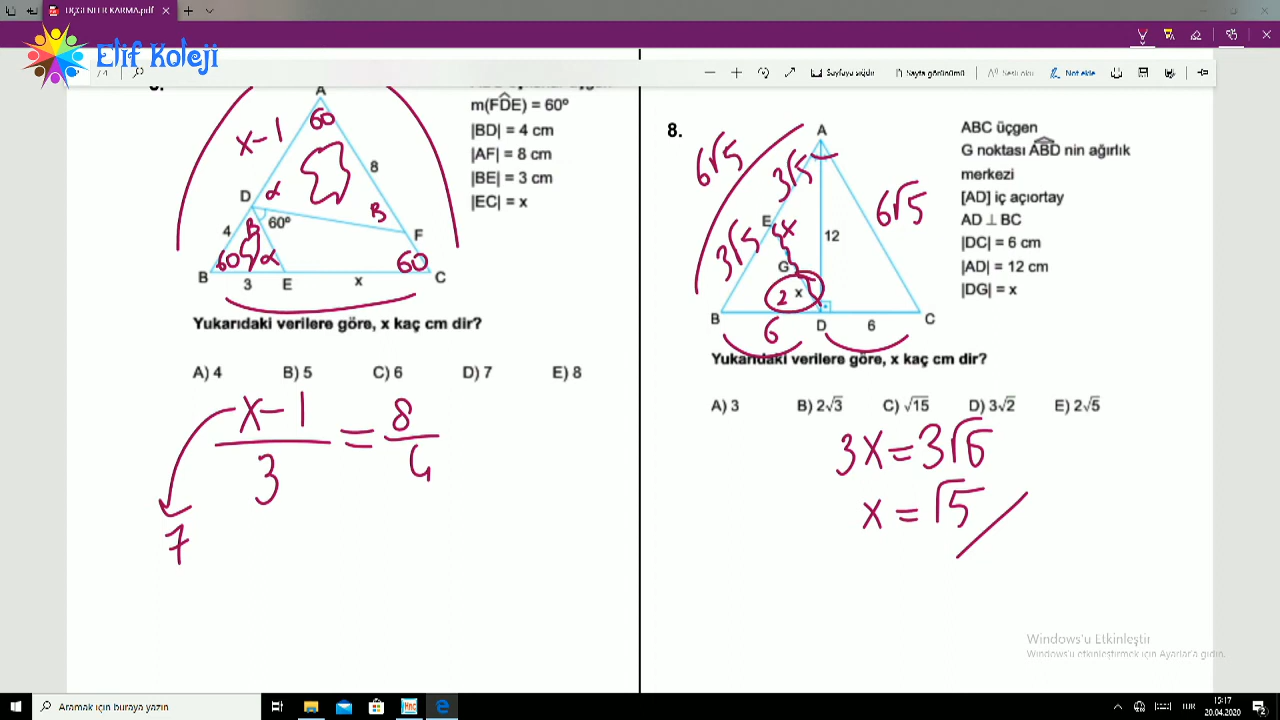 ÜÇGENLER KARMA.pdf
Elif Koleji
Sayfaya sığdır
Sayfa görünümü
Sesli oku
Not ekle
A
m(FDE) = 60º
|BD| = 4 cm
|AF| = 8 cm
|BE| = 3 cm
|EC| = x
60
x-1
8
D
α
B
4
60º
B
F
60
α
60
B
3
E
x
C
Yukarıdaki verilere göre, x kaç cm dir?
A) 4
B) 5
C) 6
D) 7
E) 8
x-1
3
=
8
4
7
8.
A
ABC üçgen
G noktası ABD nin ağırlık
merkezi
[AD] iç açıortay
AD ⊥ BC
|DC| = 6 cm
|AD| = 12 cm
|DG| = x
6√5
3√5
6√5
E
x
12
3√5
G
2
x
B
6
D
6
C
Yukarıdaki verilere göre, x kaç cm dir?
A) 3
B) 2√3
C) √15
D) 3√2
E) 2√5
3x=3√5
x=√5
Windows'u Etkinleştir
Windows'u etkinleştirmek için Ayarlar'a gidin.
Aramak için buraya yazın
15:17
20.04.2020
2